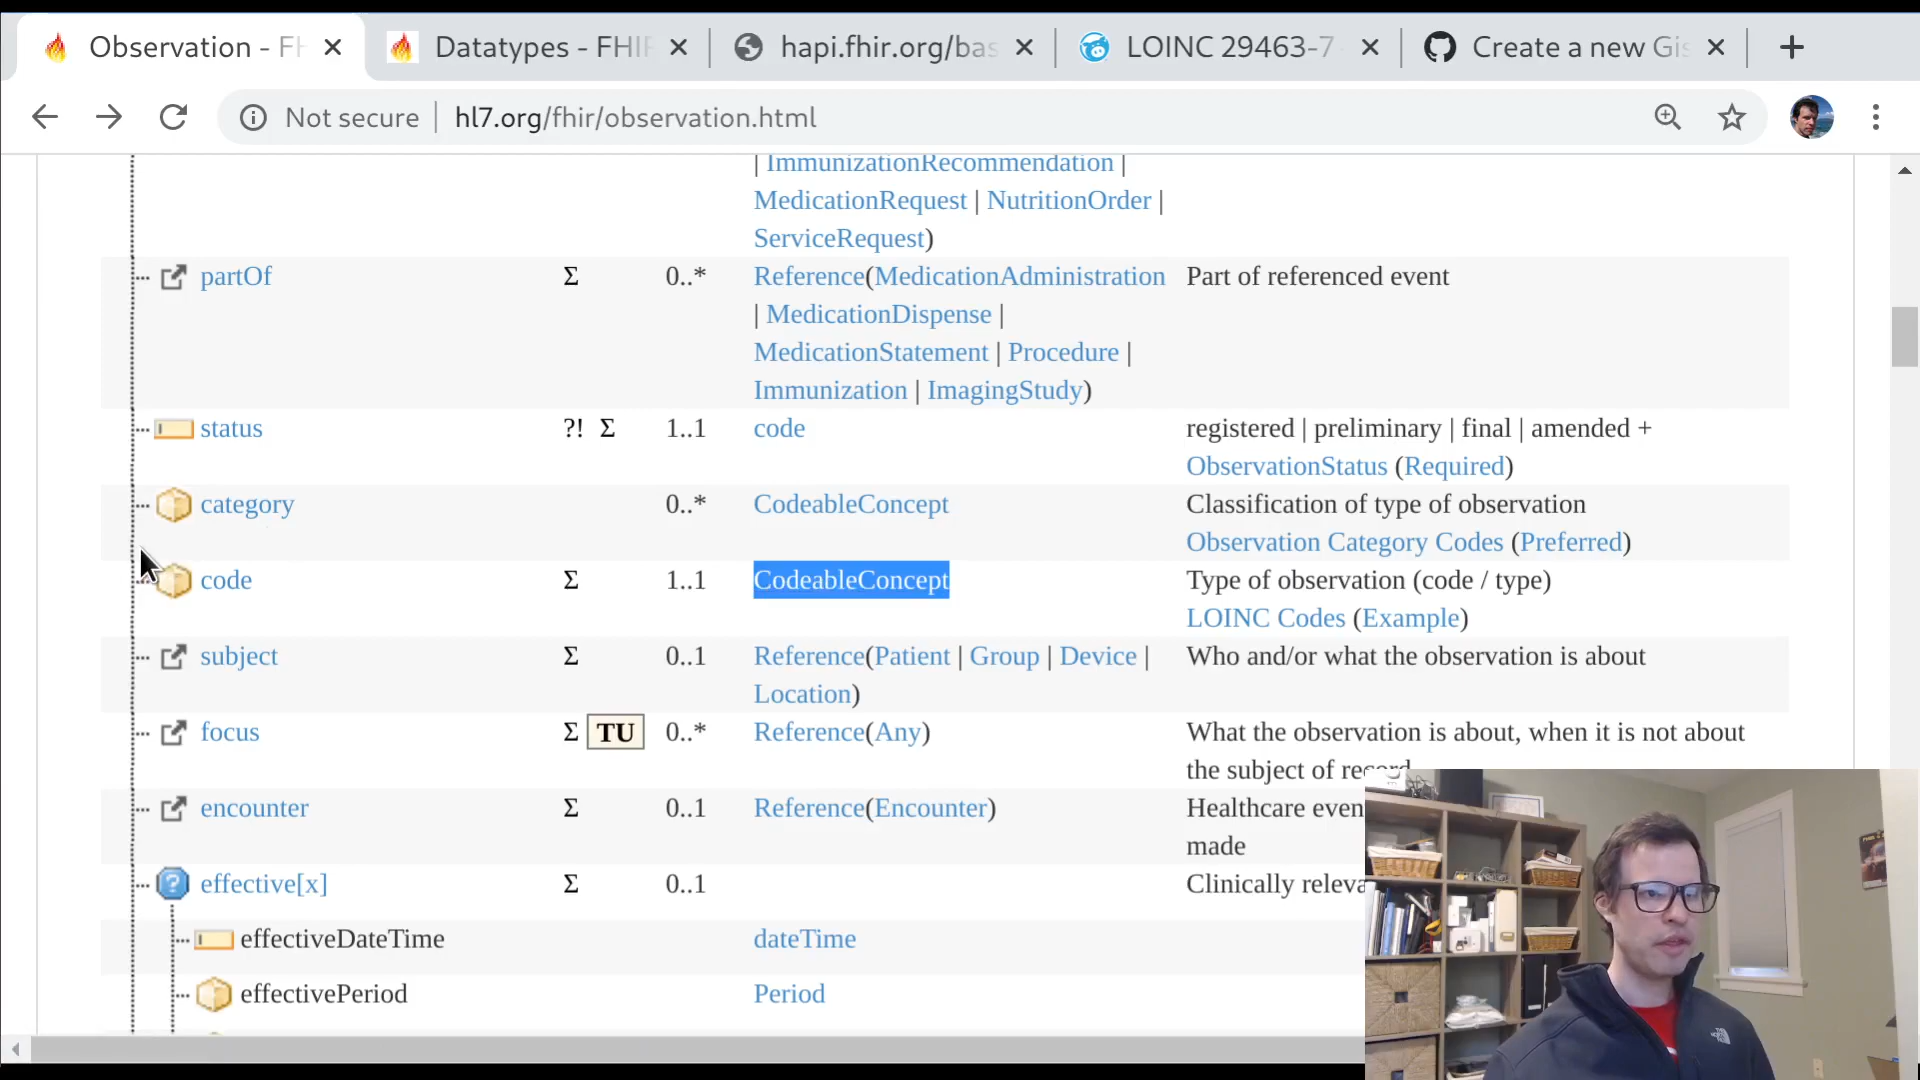 Observation - FH
Datatypes - FHIR
hapi.fhir.org/bas
LOINC 29463-7
Create a new Gis
Not secure
hl7.org/fhir/observation.html
| ImmunizationRecommendation |
MedicationRequest | NutritionOrder |
ServiceRequest)
partOf Σ 0..* Reference(MedicationAdministration Part of referenced event
| MedicationDispense |
MedicationStatement | Procedure |
Immunization | ImagingStudy)
status ?! Σ 1..1 code registered | preliminary | final | amended +
ObservationStatus (Required)
category 0..* CodeableConcept Classification of type of observation
Observation Category Codes (Preferred)
code Σ 1..1 CodeableConcept Type of observation (code / type)
LOINC Codes (Example)
subject Σ 0..1 Reference(Patient | Group | Device | Who and/or what the observation is about
Location)
focus Σ TU 0..* Reference(Any) What the observation is about, when it is not about
the subject of record
encounter Σ 0..1 Reference(Encounter) Healthcare even
made
effective[x] Σ 0..1 Clinically releva
effectiveDateTime dateTime
effectivePeriod Period